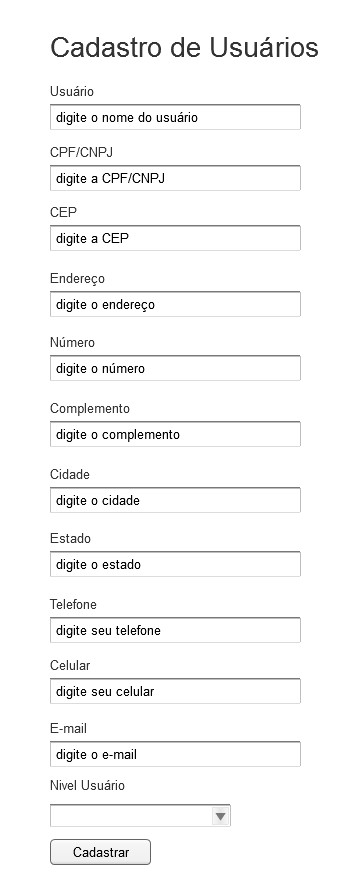 Cadastro de Usuários
Usuário
digite o nome do usuário
CPF/CNPJ
digite a CPF/CNPJ
CEP
digite a CEP
Endereço
digite o endereço
Número
digite o número
Complemento
digite o complemento
Cidade
digite o cidade
Estado
digite o estado
Telefone
digite seu telefone
Celular
digite seu celular
E-mail
digite o e-mail
Nivel Usuário
Cadastrar